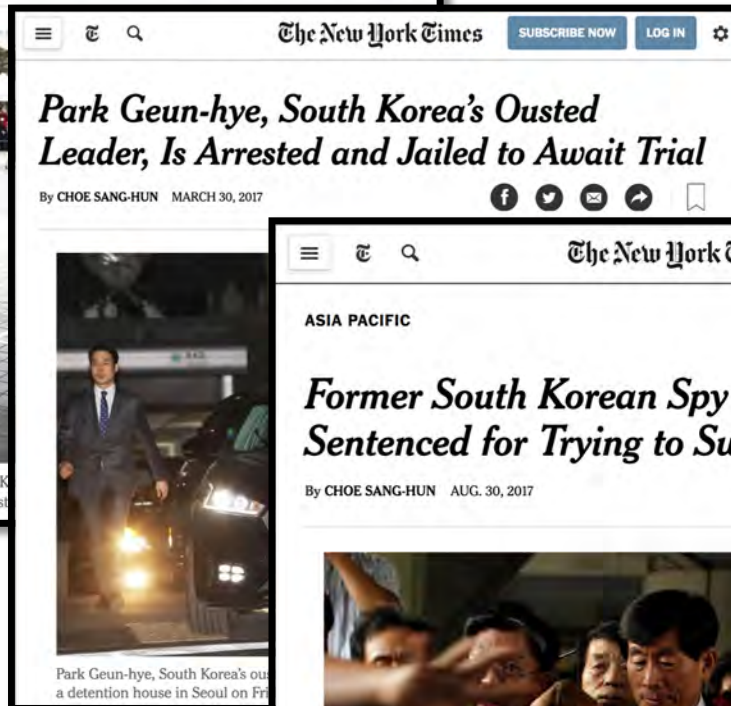 The New York Times
SUBSCRIBE NOW
LOG IN
Park Geun-hye, South Korea's Ousted
Leader, Is Arrested and Jailed to Await Trial
By CHOE SANG-HUN MARCH 30, 2017
Park Geun-hye, South Korea's
a detention house in Seoul on
The New York
ASIA PACIFIC
Former South Korean Spy
Sentenced for Trying to
By CHOE SANG-HUN AUG. 30, 2017